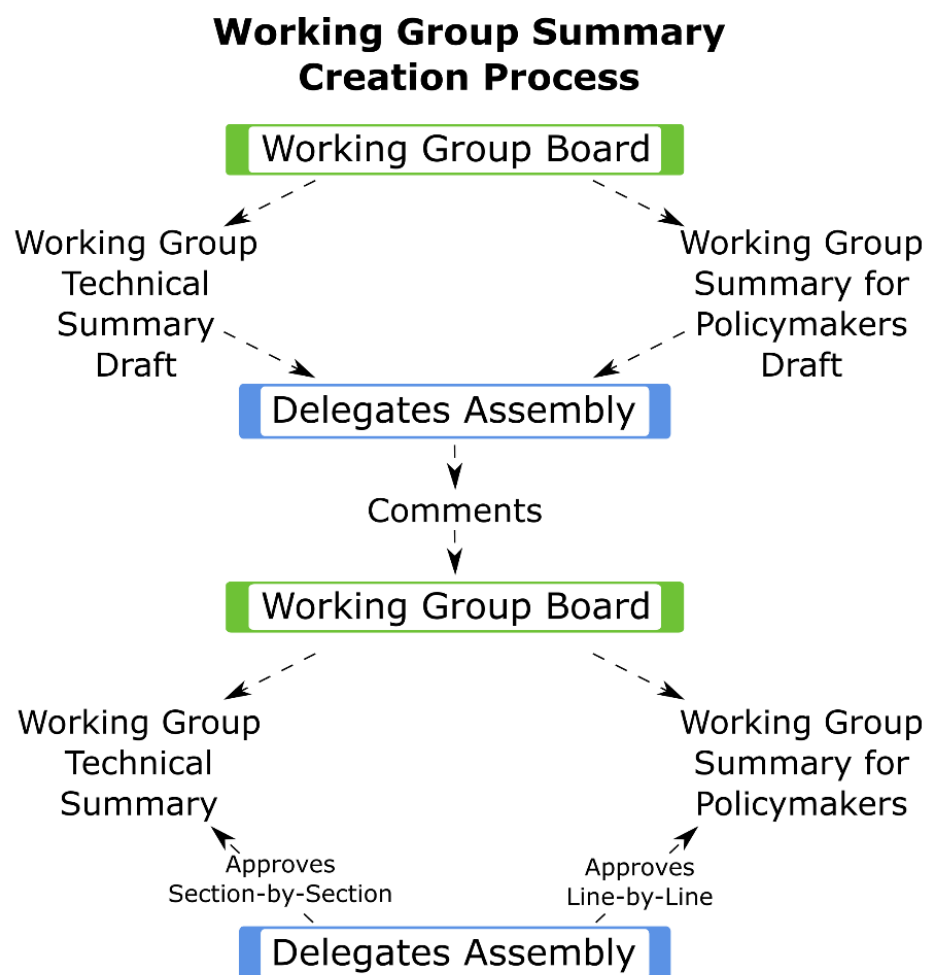 Working Group Summary
Creation Process
Working Group Board
Working Group
Technical
Summary
Draft
Working Group
Summary for
Policymakers
Draft
Delegates Assembly
Comments
Working Group Board
Working Group
Technical
Summary
Working Group
Summary for
Policymakers
Approves
Section-by-Section
Approves
Line-by-Line
Delegates Assembly